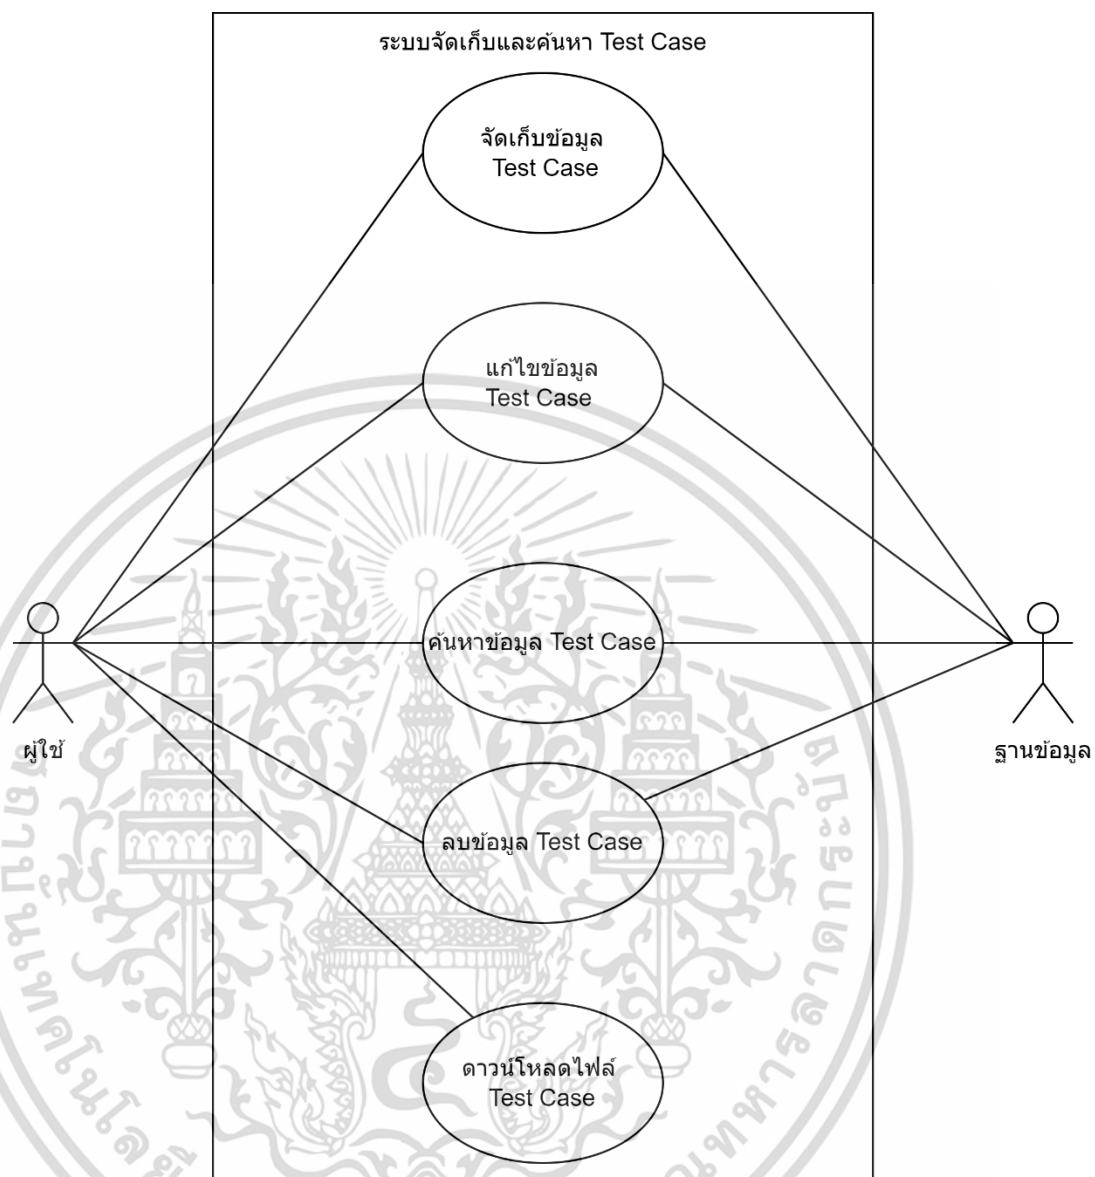 ระบบจัดเก็บและค้นหา Test Case
จัดเก็บข้อมูล
Test Case
แก้ไขข้อมูล
Test Case
ค้นหาข้อมูล Test Case
ผู้ใช้
ฐานข้อมูล
ลบข้อมูล Test Case
ดาวน์โหลดไฟล์
Test Case